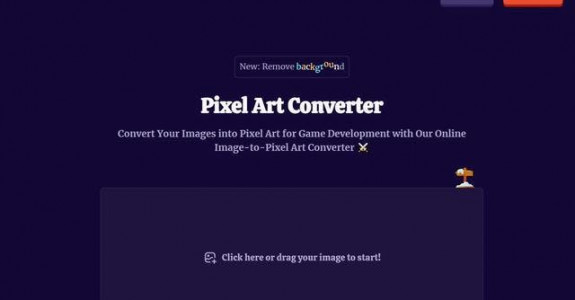 New: Remove background
Pixel Art Converter
Convert Your Images into Pixel Art for Game Development with Our Online
Image-to-Pixel Art Converter ⚔️
Click here or drag your image to start!